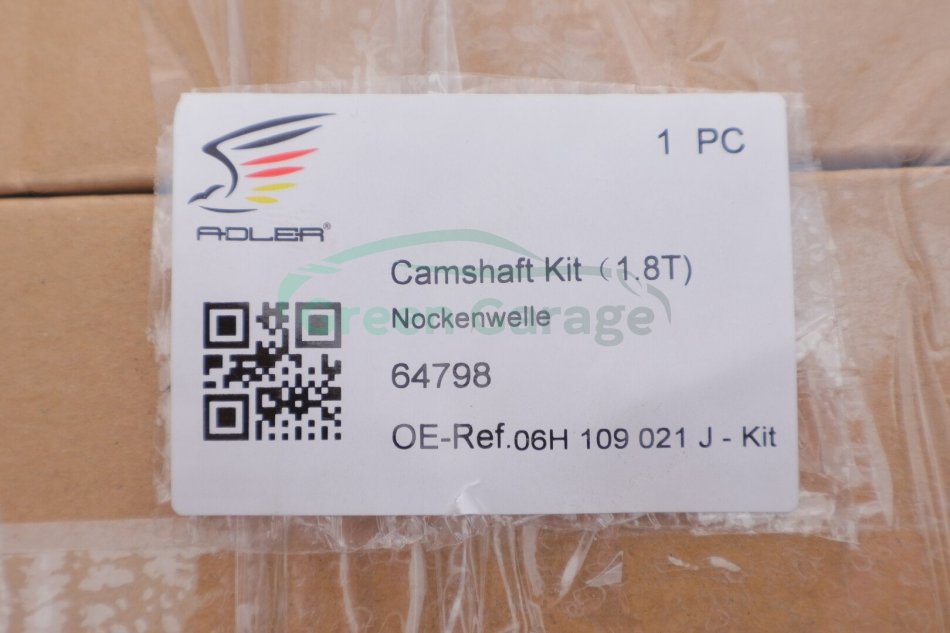 1 PC
ADLER®
Camshaft Kit（1.8T)
Green Garage
Nockenwelle
64798
OE-Ref.06H 109 021 J - Kit